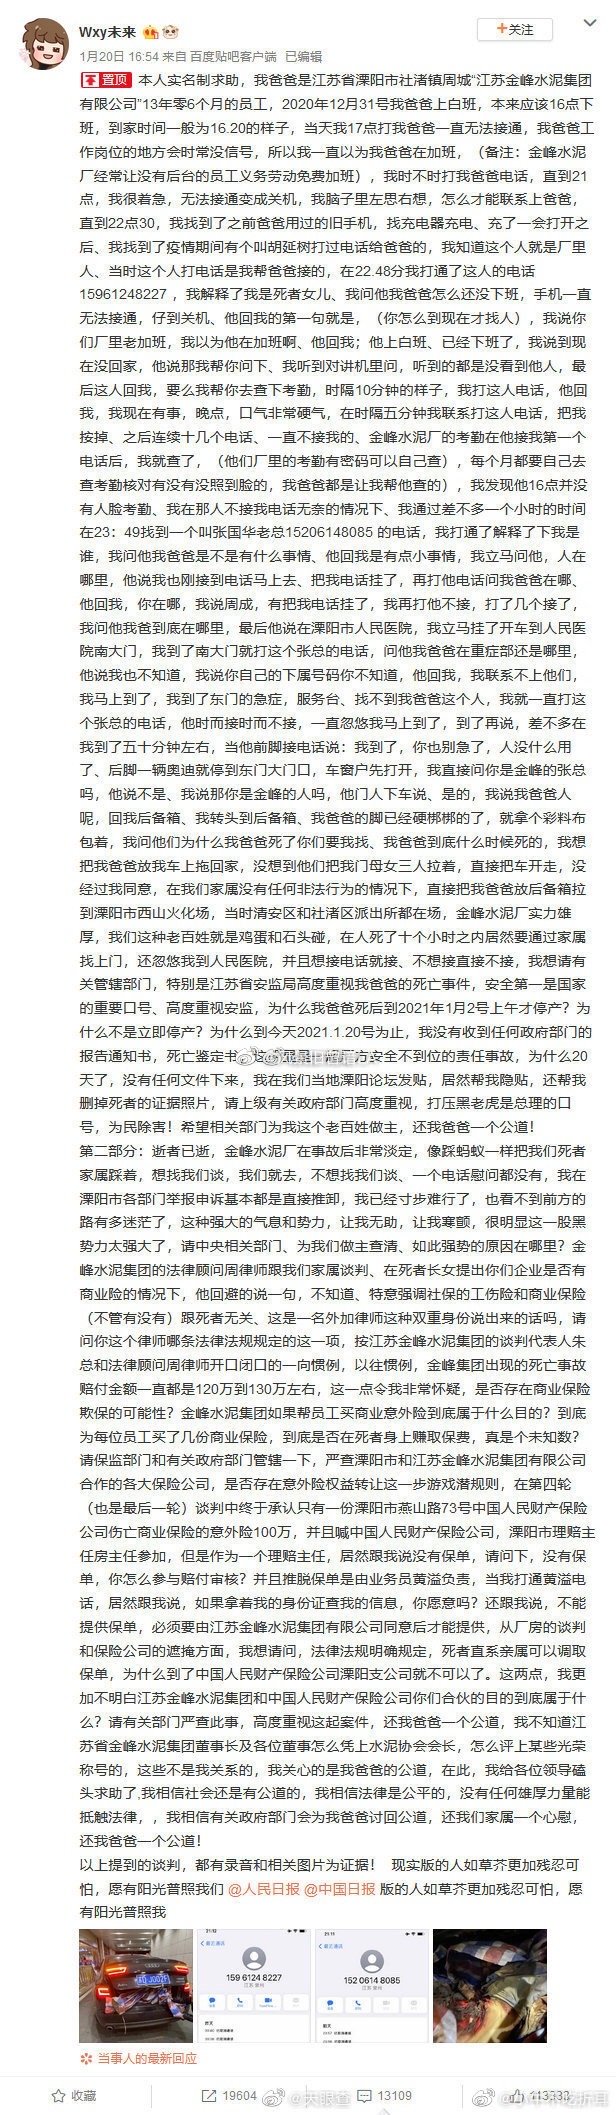 Wxy未来
+关注
1月20日 16:54 来自 百度贴吧客户端 已编辑
置顶 本人实名制求助，我爸爸是江苏省溧阳市社渚镇周城“江苏金峰水泥集团
有限公司”13年零6个月的员工，2020年12月31号我爸爸上白班，本来应该16点下
班，到家时间一般为16.20的样子，当天我17点打我爸爸一直无法接通，我爸爸工
作岗位的地方会时常没信号，所以我一直以为我爸爸在加班，（备注：金峰水泥
厂经常让没有后台的员工义务劳动免费加班），我时不时打我爸爸电话，直到21
点，我很着急，无法接通变成关机，我脑子里左思右想，怎么才能联系上爸爸，
直到22点30，我找到了之前爸爸用过的旧手机，找充电器充电、充了一会打开之
后、我找到了疫情期间有个叫胡延树打过电话给爸爸的，我知道这个人就是厂里
人、当时这个人打电话是我帮爸爸接的，在22.48分我打通了这人的电话
15961248227 ，我解释了我是死者女儿、我问他我爸爸怎么还没下班，手机一直
无法接通，仔到关机、他回我的第一句就是，（你怎么到现在才找人），我说你
们厂里老加班，我以为他在加班啊、他回我；他上白班、已经下班了，我说到现
在没回家，他说那我帮你问下、我听到对讲机里问，听到的都是没看到他人，最
后这人回我，要么我帮你去查下考勤，时隔10分钟的样子，我打这人电话，他回
我，我现在有事，晚点，口气非常硬气，在时隔五分钟我联系打这人电话，把我
按掉、之后连续十几个电话、一直不接我的、金峰水泥厂的考勤在他接我第一个
电话后，我就查了，（他们厂里的考勤有密码可以自己查），每个月都要自己去
查考勤核对有没有没照到脸的，我爸爸都是让我帮他查的），我发现他16点并没
有人脸考勤、我在那人不接我电话无奈的情况下、我通过差不多一个小时的时间
在23：49找到一个叫张国华老总15206148085 的电话，我打通了解释了下我是
谁，我问他我爸爸是不是有什么事情、他回我是有点小事情，我立马问他，人在
哪里，他说我也刚接到电话马上去、把我电话挂了，再打他电话问我爸爸在哪、
他回我，你在哪，我说周成，有把我电话挂了，我再打他不接，打了几个接了，
我问他我爸到底在哪里，最后他说在溧阳市人民医院，我立马挂了开车到人民医
院南大门，我到了南大门就打这个张总的电话，问他我爸爸在重症部还是哪里，
他说我也不知道，我说你自己的下属号码你不知道，他回我，我联系不上他们，
我马上到了，我到了东门的急症，服务台、找不到我爸爸这个人，我就一直打这
个张总的电话，他时而接时而不接，一直忽悠我马上到了，到了再说，差不多在
我到了五十分钟左右，当他前脚接电话说：我到了，你也别急了，人没什么用
了、后脚一辆奥迪就停到东门大门口，车窗户先打开，我直接问你是金峰的张总
吗，他说不是、我说那你是金峰的人吗，他门人下车说、是的，我说我爸爸人
呢，回我后备箱、我转头到后备箱、我爸爸的脚已经硬梆梆的了，就拿个彩料布
包着，我问他们为什么我爸爸死了你们要我找、我爸爸到底什么时候死的，我想
把我爸爸放我车上拖回家，没想到他们把我门母女三人拉着，直接把车开走，没
经过我同意，在我们家属没有任何非法行为的情况下，直接把我爸爸放后备箱拉
到溧阳市西山火化场，当时清安区和社渚区派出所都在场，金峰水泥厂实力雄
厚，我们这种老百姓就是鸡蛋和石头碰，在人死了十个小时之内居然要通过家属
找上门，还忽悠我到人民医院，并且想接电话就接、不想接直接不接，我想请有
关管辖部门，特别是江苏省安监局高度重视我爸爸的死亡事件，安全第一是国家
的重要口号、高度重视安监，为什么我爸爸死后到2021年1月2号上午才停产？为
什么不是立即停产？为什么到今天2021.1.20号为止，我没有收到任何政府部门的
报告通知书，死亡鉴定书，安全不到位的责任事故，为什么20
天了，没有任何文件下来，我在我们当地溧阳论坛发贴，居然帮我隐贴，还帮我
删掉死者的证据照片，请上级有关政府部门高度重视，打压黑老虎是总理的口
号，为民除害！希望相关部门为我这个老百姓做主，还我爸爸一个公道！
第二部分：逝者已逝，金峰水泥厂在事故后非常淡定，像踩蚂蚁一样把我们死者
家属踩着，想找我们谈，我们就去，不想找我们谈、一个电话慰问都没有，我在
溧阳市各部门举报申诉基本都是直接推卸，我已经寸步难行了，也看不到前方的
路有多迷茫了，这种强大的气息和势力，让我无助，让我寒颤，很明显这一股黑
势力太强大了，请中央相关部门、为我们做主查清、如此强势的原因在哪里？金
峰水泥集团的法律顾问周律师跟我们家属谈判、在死者长女提出你们企业是否有
商业险的情况下，他回避的说一句，不知道、特意强调社保的工伤险和商业保险
（不管有没有）跟死者无关、这是一名外加律师这种双重身份说出来的话吗，请
问你这个律师哪条法律法规规定的这一项，按江苏金峰水泥集团的谈判代表人朱
总和法律顾问周律师开口闭口的一向惯例，以往惯例，金峰集团出现的死亡事故
赔付金额一直都是120万到130万左右，这一点令我非常怀疑，是否存在商业保险
欺保的可能性？金峰水泥集团如果帮员工买商业意外险到底属于什么目的？到底
为每位员工买了几份商业保险，到底是否在死者身上赚取保费，真是个未知数？
请保监部门和有关政府部门管辖一下，严查溧阳市和江苏金峰水泥集团有限公司
合作的各大保险公司，是否存在意外险权益转让这一步游戏潜规则，在第四轮
（也是最后一轮）谈判中终于承认只有一份溧阳市燕山路73号中国人民财产保险
公司伤亡商业保险的意外险100万，并且喊中国人民财产保险公司，溧阳市理赔主
任房主任参加，但是作为一个理赔主任，居然跟我说没有保单，请问下，没有保
单，你怎么参与赔付审核？并且推脱保单是由业务员黄溢负责，当我打通黄溢电
话，居然跟我说，如果拿着我的身份证查我的信息，你愿意吗？还跟我说，不能
提供保单，必须要由江苏金峰水泥集团有限公司同意后才能提供，从厂房的谈判
和保险公司的遮掩方面，我想请问，法律法规明确规定，死者直系亲属可以调取
保单，为什么到了中国人民财产保险公司溧阳支公司就不可以了。这两点，我更
加不明白江苏金峰水泥集团和中国人民财产保险公司你们合伙的目的到底属于什
么？请有关部门严查此事，高度重视这起案件，还我爸爸一个公道，我不知道江
苏省金峰水泥集团董事长及各位董事怎么凭上水泥协会会长，怎么评上某些光荣
称号的，这些不是我关系的，我关心的是我爸爸的公道，在此，我给各位领导磕
头求助了,我相信社会还是有公道的，我相信法律是公平的，没有任何雄厚力量能
抵触法律，，我相信有关政府部门会为我爸爸讨回公道，还我们家属一个心慰，
还我爸爸一个公道！
以上提到的谈判，都有录音和相关图片为证据！ 现实版的人如草芥更加残忍可
怕，愿有阳光普照我们 @人民日报 @中国日报 版的人如草芥更加残忍可怕，愿
有阳光普照我
159 6124 8227
152 0614 8085
当事人的最新回应
收藏
19604
@天眼查
13109